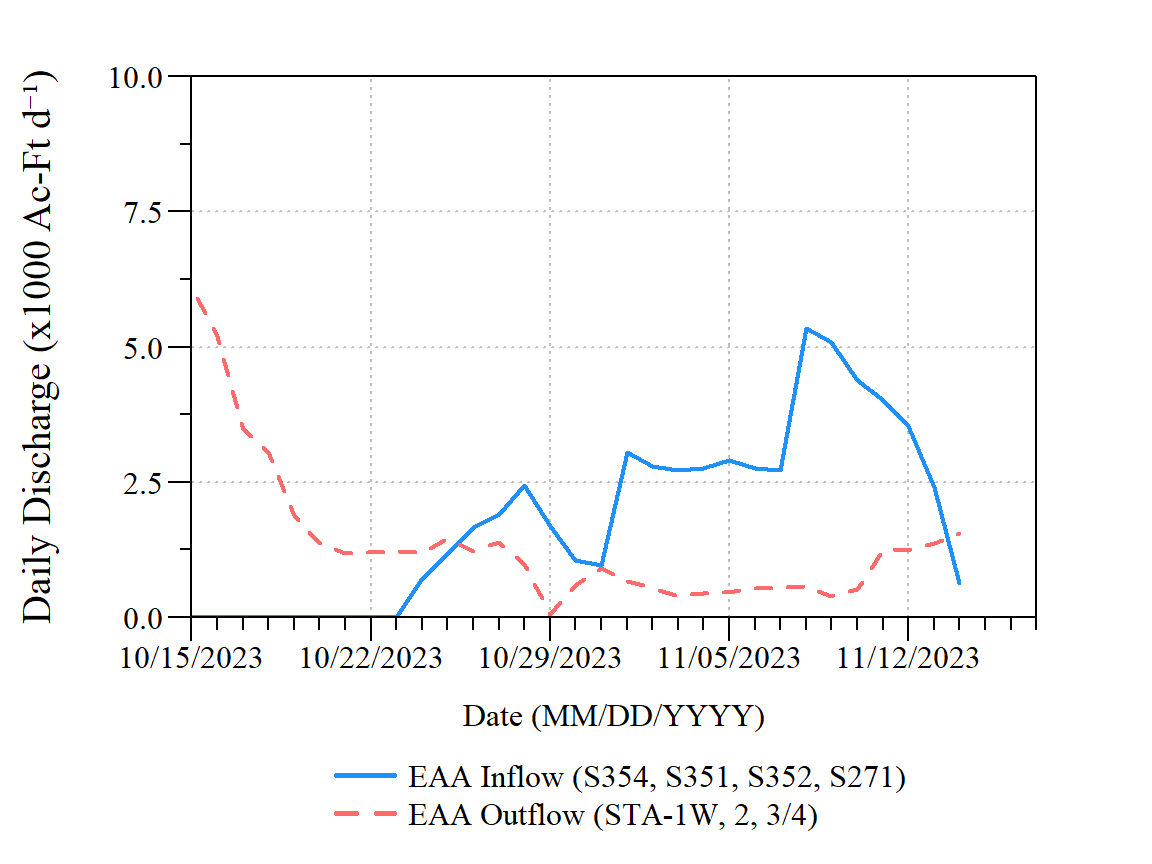 Daily Discharge (x1000 Ac-Ft d⁻¹)
10.0
7.5
5.0
2.5
0.0
10/15/2023 10/22/2023 10/29/2023 11/05/2023 11/12/2023
Date (MM/DD/YYYY)
EAA Inflow (S354, S351, S352, S271)
EAA Outflow (STA-1W, 2, 3/4)